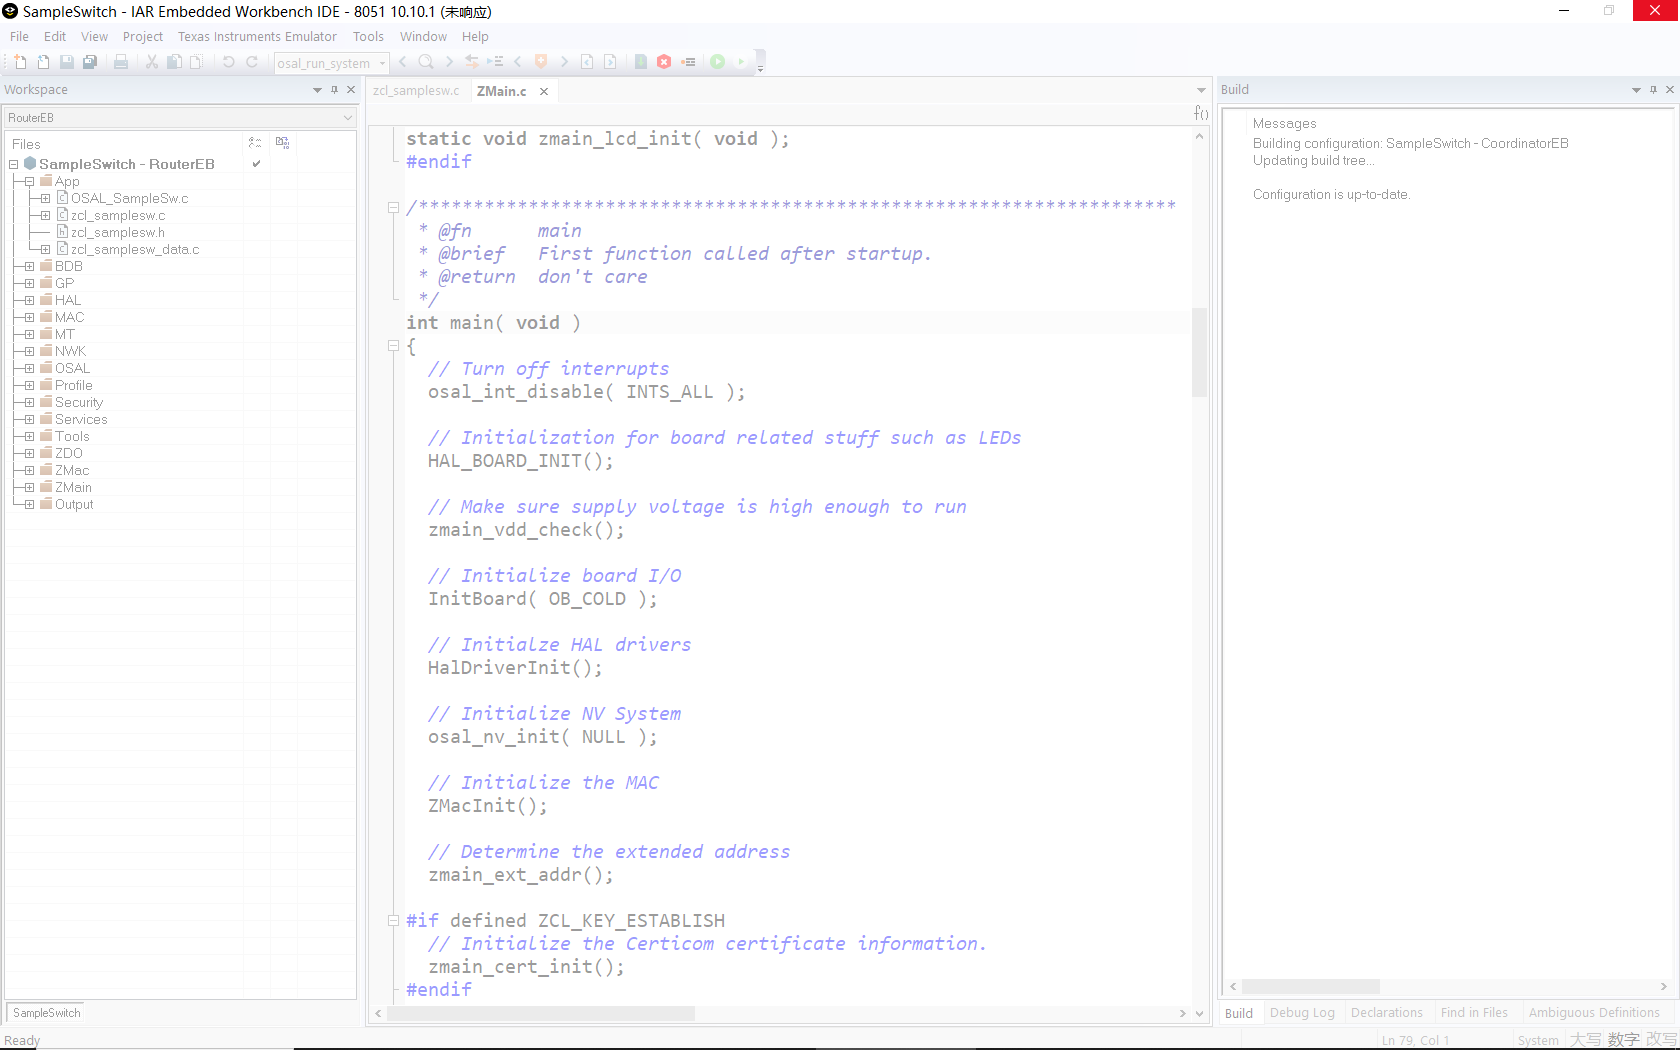 SampleSwitch - IAR Embedded Workbench IDE - 8051 10.10.1 (未响应)
File Edit View Project Texas Instruments Emulator Tools Window Help
osal_run_system
Workspace
RouterEB
Files
SampleSwitch - RouterEB
App
OSAL_SampleSw.c
zcl_samplesw.c
zcl_samplesw.h
zcl_samplesw_data.c
BDB
GP
HAL
MAC
MT
NWK
OSAL
Profile
Security
Services
Tools
ZDO
ZMac
ZMain
Output
SampleSwitch
zcl_samplesw.c ZMain.c
f()
static void zmain_lcd_init( void );
#endif
/*********************************************************************
* @fn main
* @brief First function called after startup.
* @return don't care
*/
int main( void )
{
// Turn off interrupts
osal_int_disable( INTS_ALL );
// Initialization for board related stuff such as LEDs
HAL_BOARD_INIT();
// Make sure supply voltage is high enough to run
zmain_vdd_check();
// Initialize board I/O
InitBoard( OB_COLD );
// Initialze HAL drivers
HalDriverInit();
// Initialize NV System
osal_nv_init( NULL );
// Initialize the MAC
ZMacInit();
// Determine the extended address
zmain_ext_addr();
#if defined ZCL_KEY_ESTABLISH
// Initialize the Certicom certificate information.
zmain_cert_init();
#endif
Build
Messages
Building configuration: SampleSwitch - CoordinatorEB
Updating build tree...
Configuration is up-to-date.
Build Debug Log Declarations Find in Files Ambiguous Definitions
Ready Ln 79, Col 1 System 大写 数字 改写